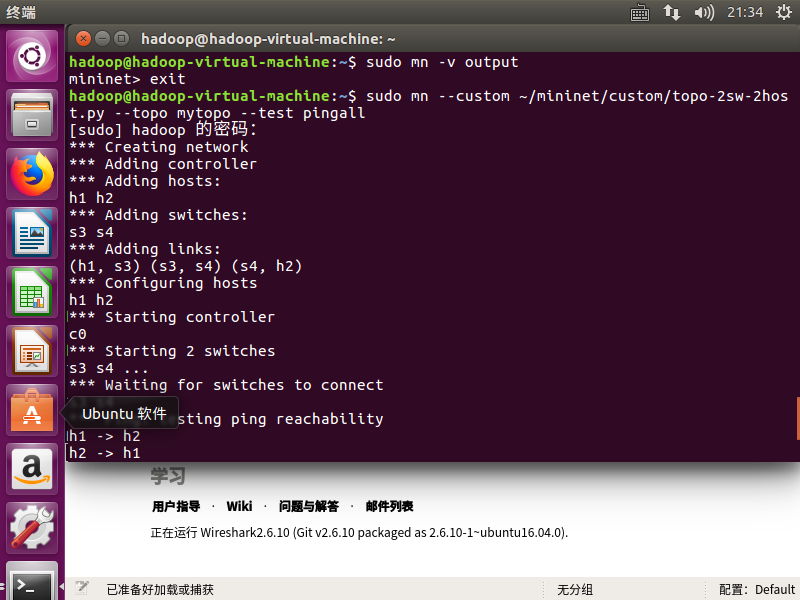 终端
21:34
hadoop@hadoop-virtual-machine: ~
hadoop@hadoop-virtual-machine:~$ sudo mn -v output
mininet> exit
hadoop@hadoop-virtual-machine:~$ sudo mn --custom ~/mininet/custom/topo-2sw-2hos
t.py --topo mytopo --test pingall
[sudo] hadoop 的密码：
*** Creating network
*** Adding controller
*** Adding hosts:
h1 h2
*** Adding switches:
s3 s4
*** Adding links:
(h1, s3) (s3, s4) (s4, h2)
*** Configuring hosts
h1 h2
*** Starting controller
c0
*** Starting 2 switches
s3 s4 ...
*** Waiting for switches to connect
Ubuntu 软件
ping reachability
h1 -> h2
h2 -> h1
学习
用户指导 · Wiki · 问题与解答 · 邮件列表
正在运行 Wireshark2.6.10 (Git v2.6.10 packaged as 2.6.10-1~ubuntu16.04.0).
已准备好加载或捕获
无分组
配置： Default